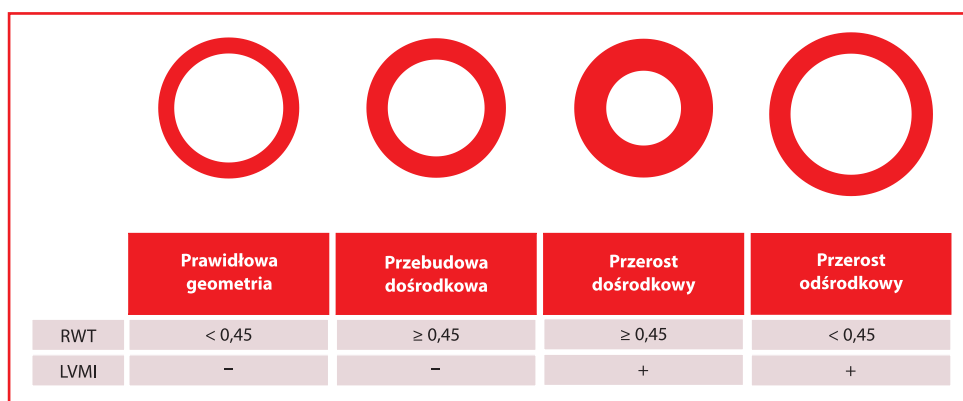 Prawidłowa
geometria
Przebudowa
dośrodkowa
Przerost
dośrodkowy
Przerost
odśrodkowy
RWT < 0,45 ≥ 0,45 ≥ 0,45 < 0,45
LVMI – – + +